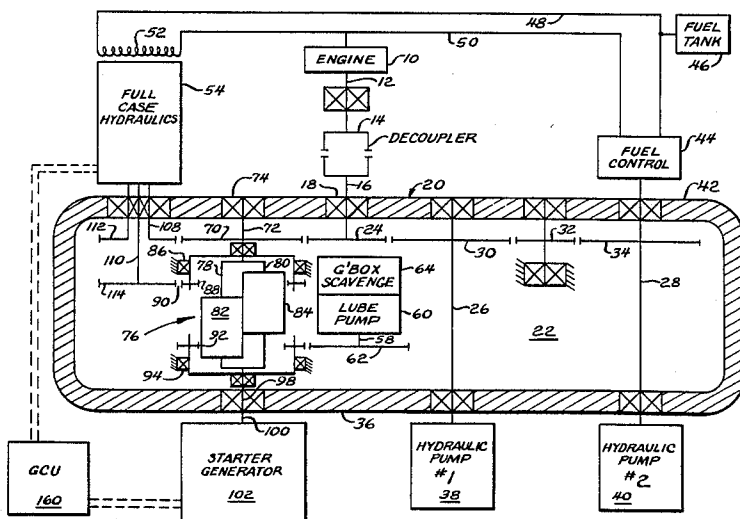 48
52
50
FUEL
TANK
46
ENGINE
10
12
54
FULL
CASE
HYDRAULICS
14
DECOUPLER
FUEL
CONTROL
44
74
18
16
20
42
112
108
70
72
24
30
32
34
110
86
78
80
G'BOX
SCAVENGE
64
114
90
88
82
84
LUBE
PUMP
60
26
28
76
92
58
62
22
94
98
36
100
GCU
160
STARTER
GENERATOR
102
HYDRAULIC
PUMP
#1
38
HYDRAULIC
PUMP
#2
40